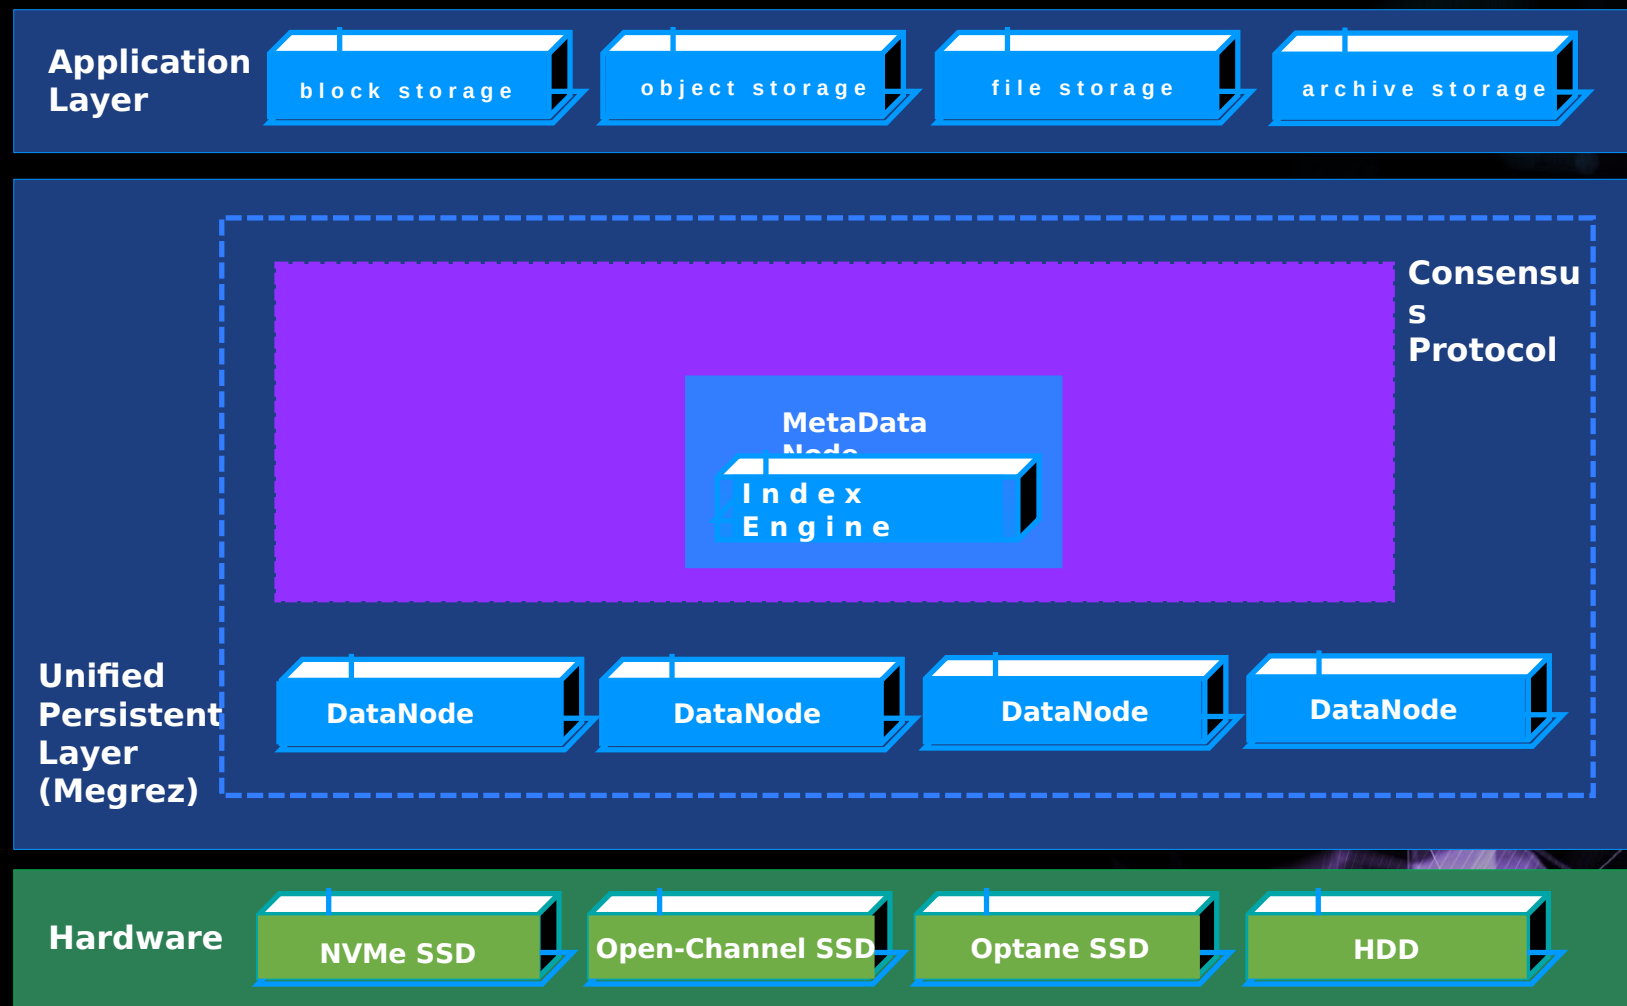 Application
Layer
block storage
object storage
file storage
archive storage
Consensu
s
Protocol
MetaData
Node
Index
Engine
Unified
Persistent
Layer
(Megrez)
DataNode
DataNode
DataNode
DataNode
Hardware
NVMe SSD
Open-Channel SSD
Optane SSD
HDD